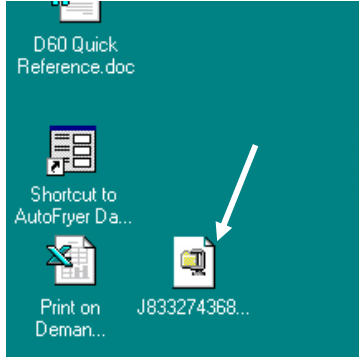 D60 Quick
Reference.doc
Shortcut to
AutoFryer Da...
Print on
Deman...
J833274368...